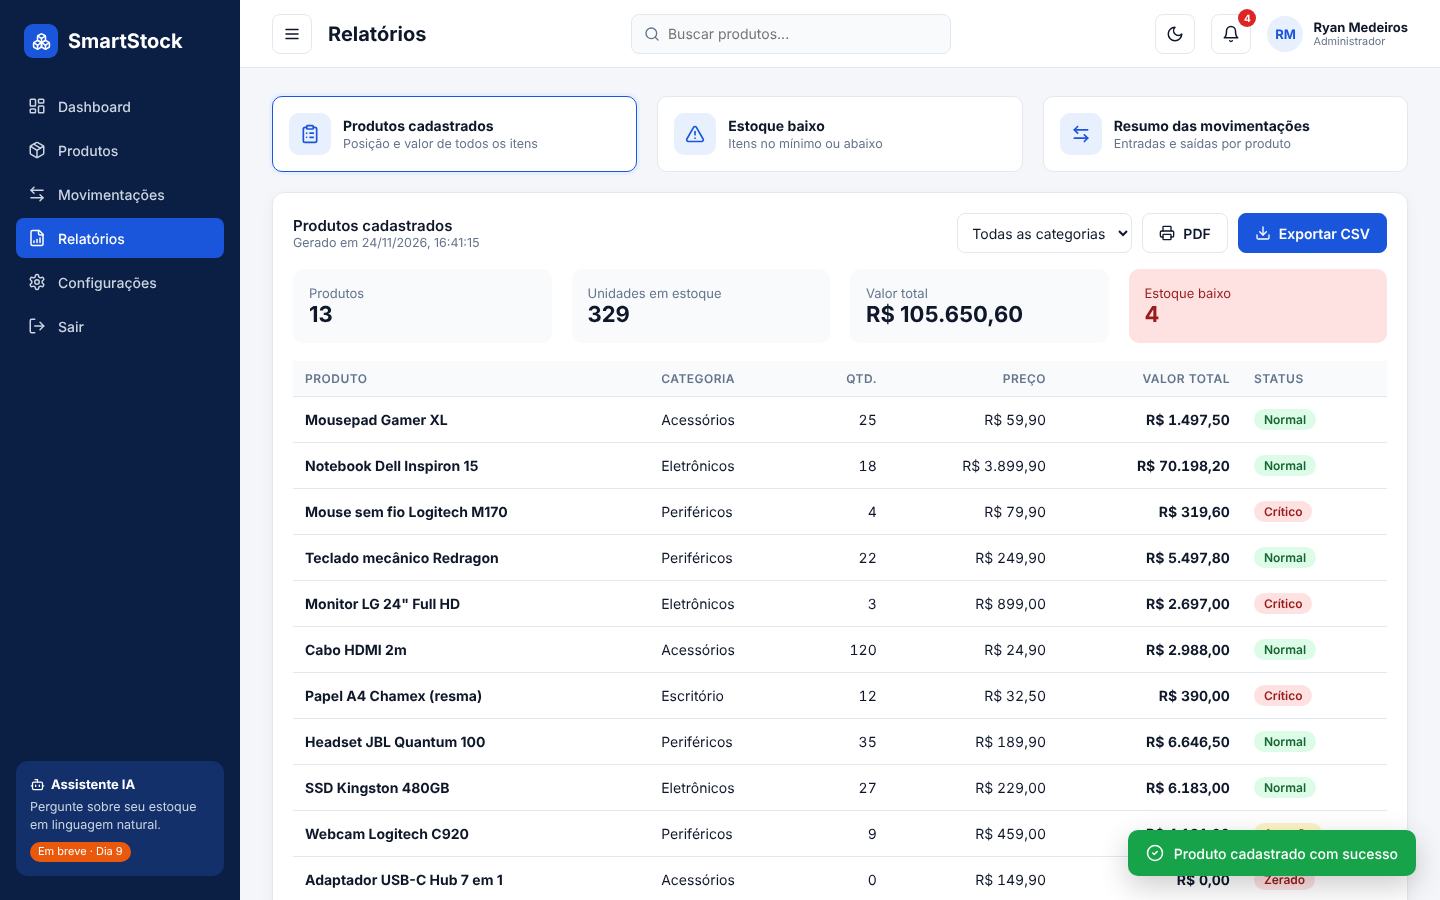 SmartStock
Dashboard
Produtos
Movimentações
Relatórios
Configurações
Sair
Assistente IA
Pergunte sobre seu estoque
em linguagem natural.
Em breve · Dia 9
Relatórios
Buscar produtos...
4
RM
Ryan Medeiros
Administrador
Produtos cadastrados
Posição e valor de todos os itens
Estoque baixo
Itens no mínimo ou abaixo
Resumo das movimentações
Entradas e saídas por produto
Produtos cadastrados
Gerado em 24/11/2026, 16:41:15
Todas as categorias
PDF
Exportar CSV
Produtos
13
Unidades em estoque
329
Valor total
R$ 105.650,60
Estoque baixo
4
PRODUTO CATEGORIA QTD. PREÇO VALOR TOTAL STATUS
Mousepad Gamer XL Acessórios 25 R$ 59,90 R$ 1.497,50 Normal
Notebook Dell Inspiron 15 Eletrônicos 18 R$ 3.899,90 R$ 70.198,20 Normal
Mouse sem fio Logitech M170 Periféricos 4 R$ 79,90 R$ 319,60 Crítico
Teclado mecânico Redragon Periféricos 22 R$ 249,90 R$ 5.497,80 Normal
Monitor LG 24" Full HD Eletrônicos 3 R$ 899,00 R$ 2.697,00 Crítico
Cabo HDMI 2m Acessórios 120 R$ 24,90 R$ 2.988,00 Normal
Papel A4 Chamex (resma) Escritório 12 R$ 32,50 R$ 390,00 Crítico
Headset JBL Quantum 100 Periféricos 35 R$ 189,90 R$ 6.646,50 Normal
SSD Kingston 480GB Eletrônicos 27 R$ 229,00 R$ 6.183,00 Normal
Webcam Logitech C920 Periféricos 9 R$ 459,00
Adaptador USB-C Hub 7 em 1 Acessórios 0 R$ 149,90 R$ 0,00 Zerado
Produto cadastrado com sucesso